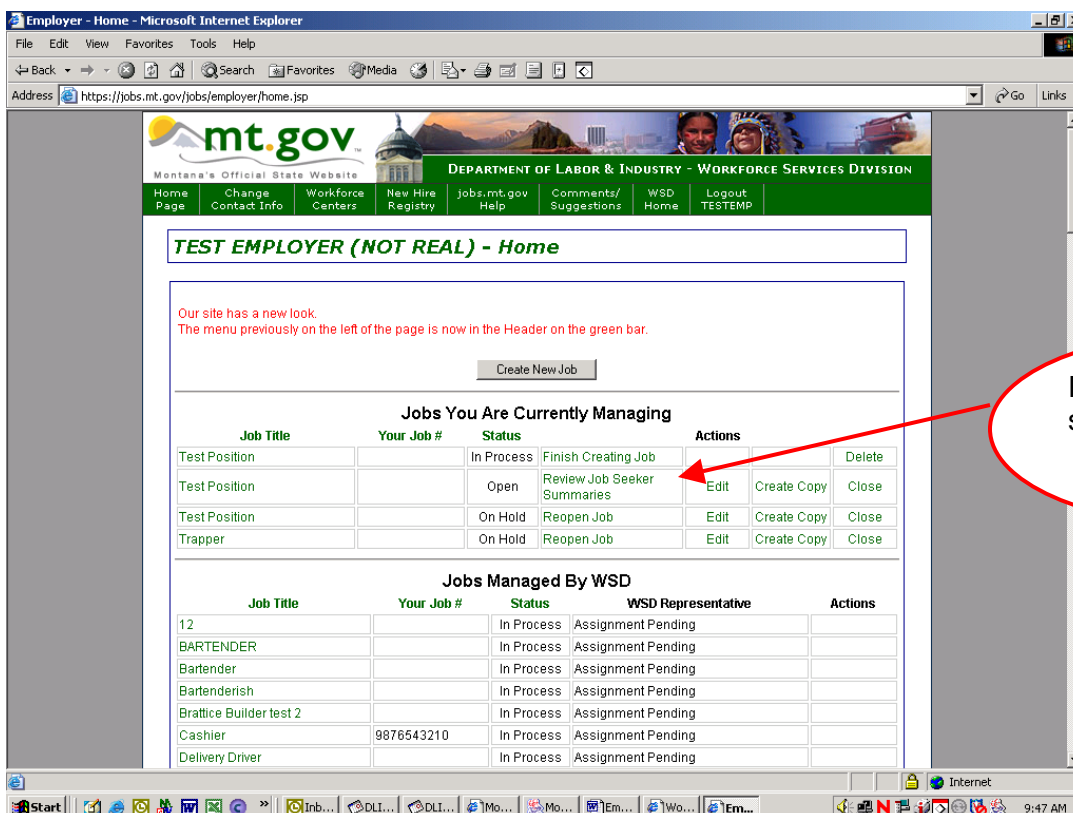 Employer - Home - Microsoft Internet Explorer
File Edit View Favorites Tools Help
Back Search Favorites Media
Address https://jobs.mt.gov/jobs/employer/home.jsp Go Links
mt.gov
Montana's Official State Website
DEPARTMENT OF LABOR & INDUSTRY - WORKFORCE SERVICES DIVISION
Home Page Change Contact Info Workforce Centers New Hire Registry jobs.mt.gov Help Comments/ Suggestions WSD Home Logout TESTEMP
TEST EMPLOYER (NOT REAL) - Home
Our site has a new look.
The menu previously on the left of the page is now in the Header on the green bar.
Create New Job
Jobs You Are Currently Managing
Job Title Your Job # Status Actions
Test Position In Process Finish Creating Job Delete
Test Position Open Review Job Seeker Summaries Edit Create Copy Close
Test Position On Hold Reopen Job Edit Create Copy Close
Trapper On Hold Reopen Job Edit Create Copy Close
Jobs Managed By WSD
Job Title Your Job # Status WSD Representative Actions
12 In Process Assignment Pending
BARTENDER In Process Assignment Pending
Bartender In Process Assignment Pending
Bartenderish In Process Assignment Pending
Brattice Builder test 2 In Process Assignment Pending
Cashier 9876543210 In Process Assignment Pending
Delivery Driver In Process Assignment Pending
Internet
Start » Inb... DLI... DLI... Mo... Mo... Em... Wo... Em... 9:47 AM